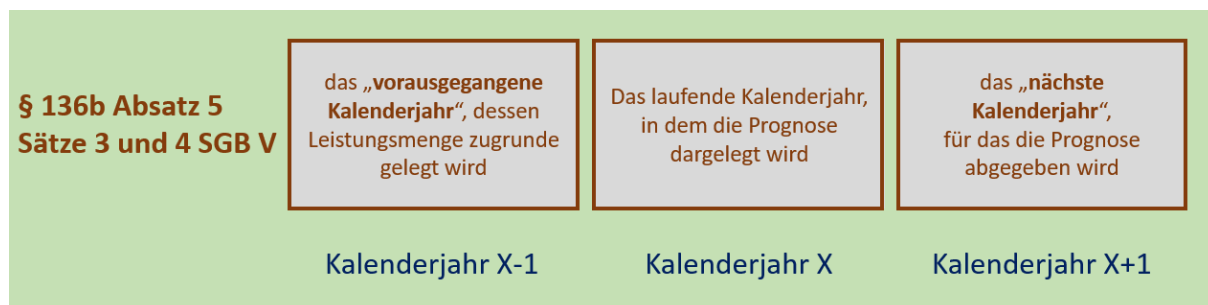 § 136b Absatz 5
Sätze 3 und 4 SGB V
das „vorausgegangene
Kalenderjahr“, dessen
Leistungsmenge zugrunde
gelegt wird
Das laufende Kalenderjahr,
in dem die Prognose
dargelegt wird
das „nächste
Kalenderjahr“,
für das die Prognose
abgegeben wird
Kalenderjahr X-1
Kalenderjahr X
Kalenderjahr X+1